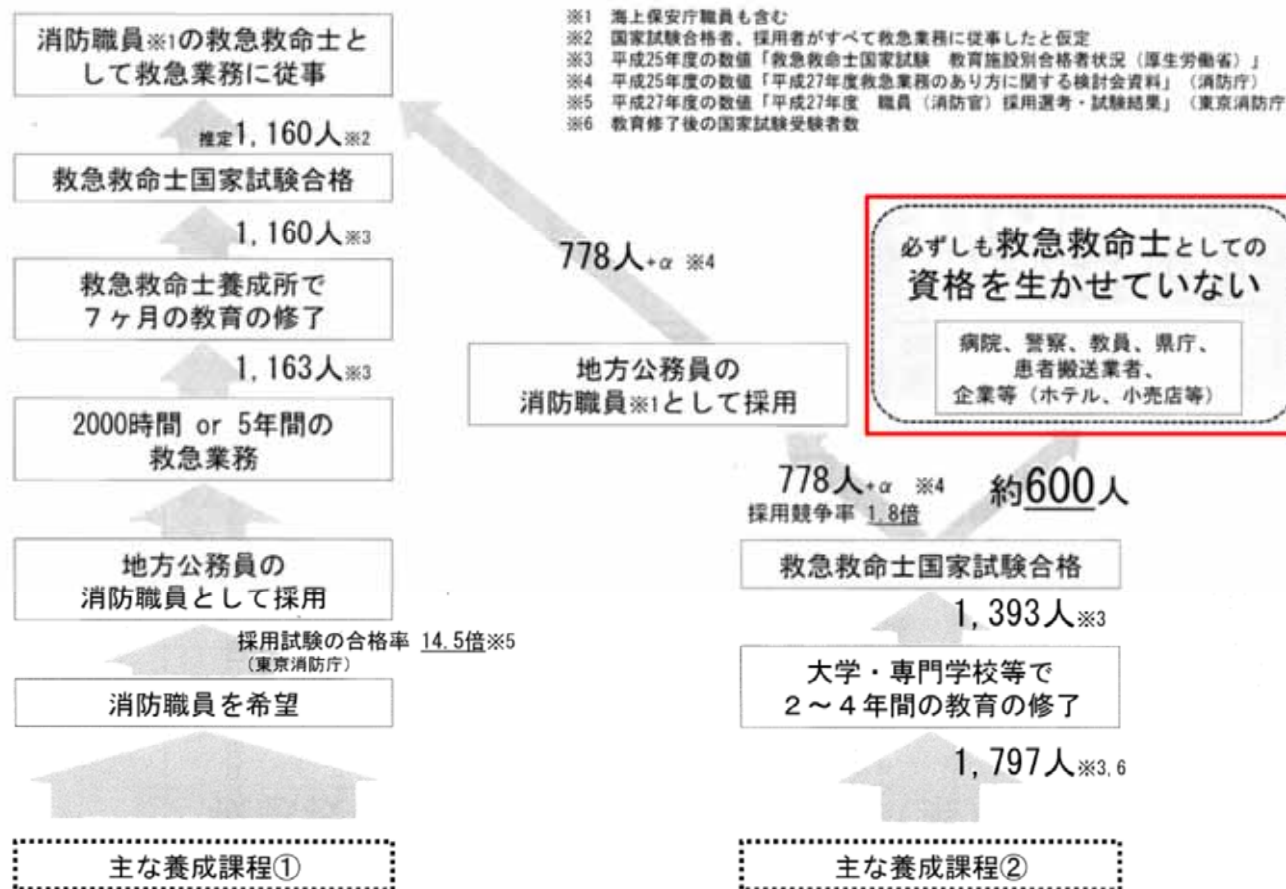 消防職員※1の救急救命士と
して救急業務に従事
推定1,160人※2
救急救命士国家試験合格
1,160人※3
救急救命士養成所で
７ヶ月の教育の修了
1,163人※3
2000時間 or 5年間の
救急業務
地方公務員の
消防職員として採用
採用試験の合格率 14.5倍※5
（東京消防庁）
消防職員を希望
主な養成課程①
※1 海上保安庁職員も含む
※2 国家試験合格者、採用者がすべて救急業務に従事したと仮定
※3 平成25年度の数値「救急救命士国家試験 教育施設別合格者状況（厚生労働省）」
※4 平成25年度の数値「平成27年度救急業務のあり方に関する検討会資料」（消防庁）
※5 平成27年度の数値「平成27年度 職員（消防官）採用選考・試験結果」（東京消防庁
※6 教育修了後の国家試験受験者数
778人+α ※4
地方公務員の
消防職員※1として採用
必ずしも救急救命士としての
資格を生かせていない
病院、警察、教員、県庁、
患者搬送業者、
企業等（ホテル、小売店等）
778人+α ※4
採用競争率 1.8倍
約600人
救急救命士国家試験合格
1,393人※3
大学・専門学校等で
２～４年間の教育の修了
1,797人※3,6
主な養成課程②